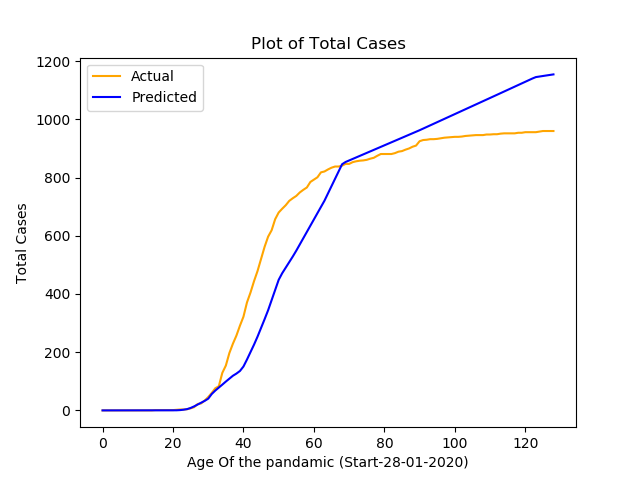 Plot of Total Cases
Actual
Predicted
1200
1000
800
600
400
200
0
Total Cases
0 20 40 60 80 100 120
Age Of the pandamic (Start-28-01-2020)